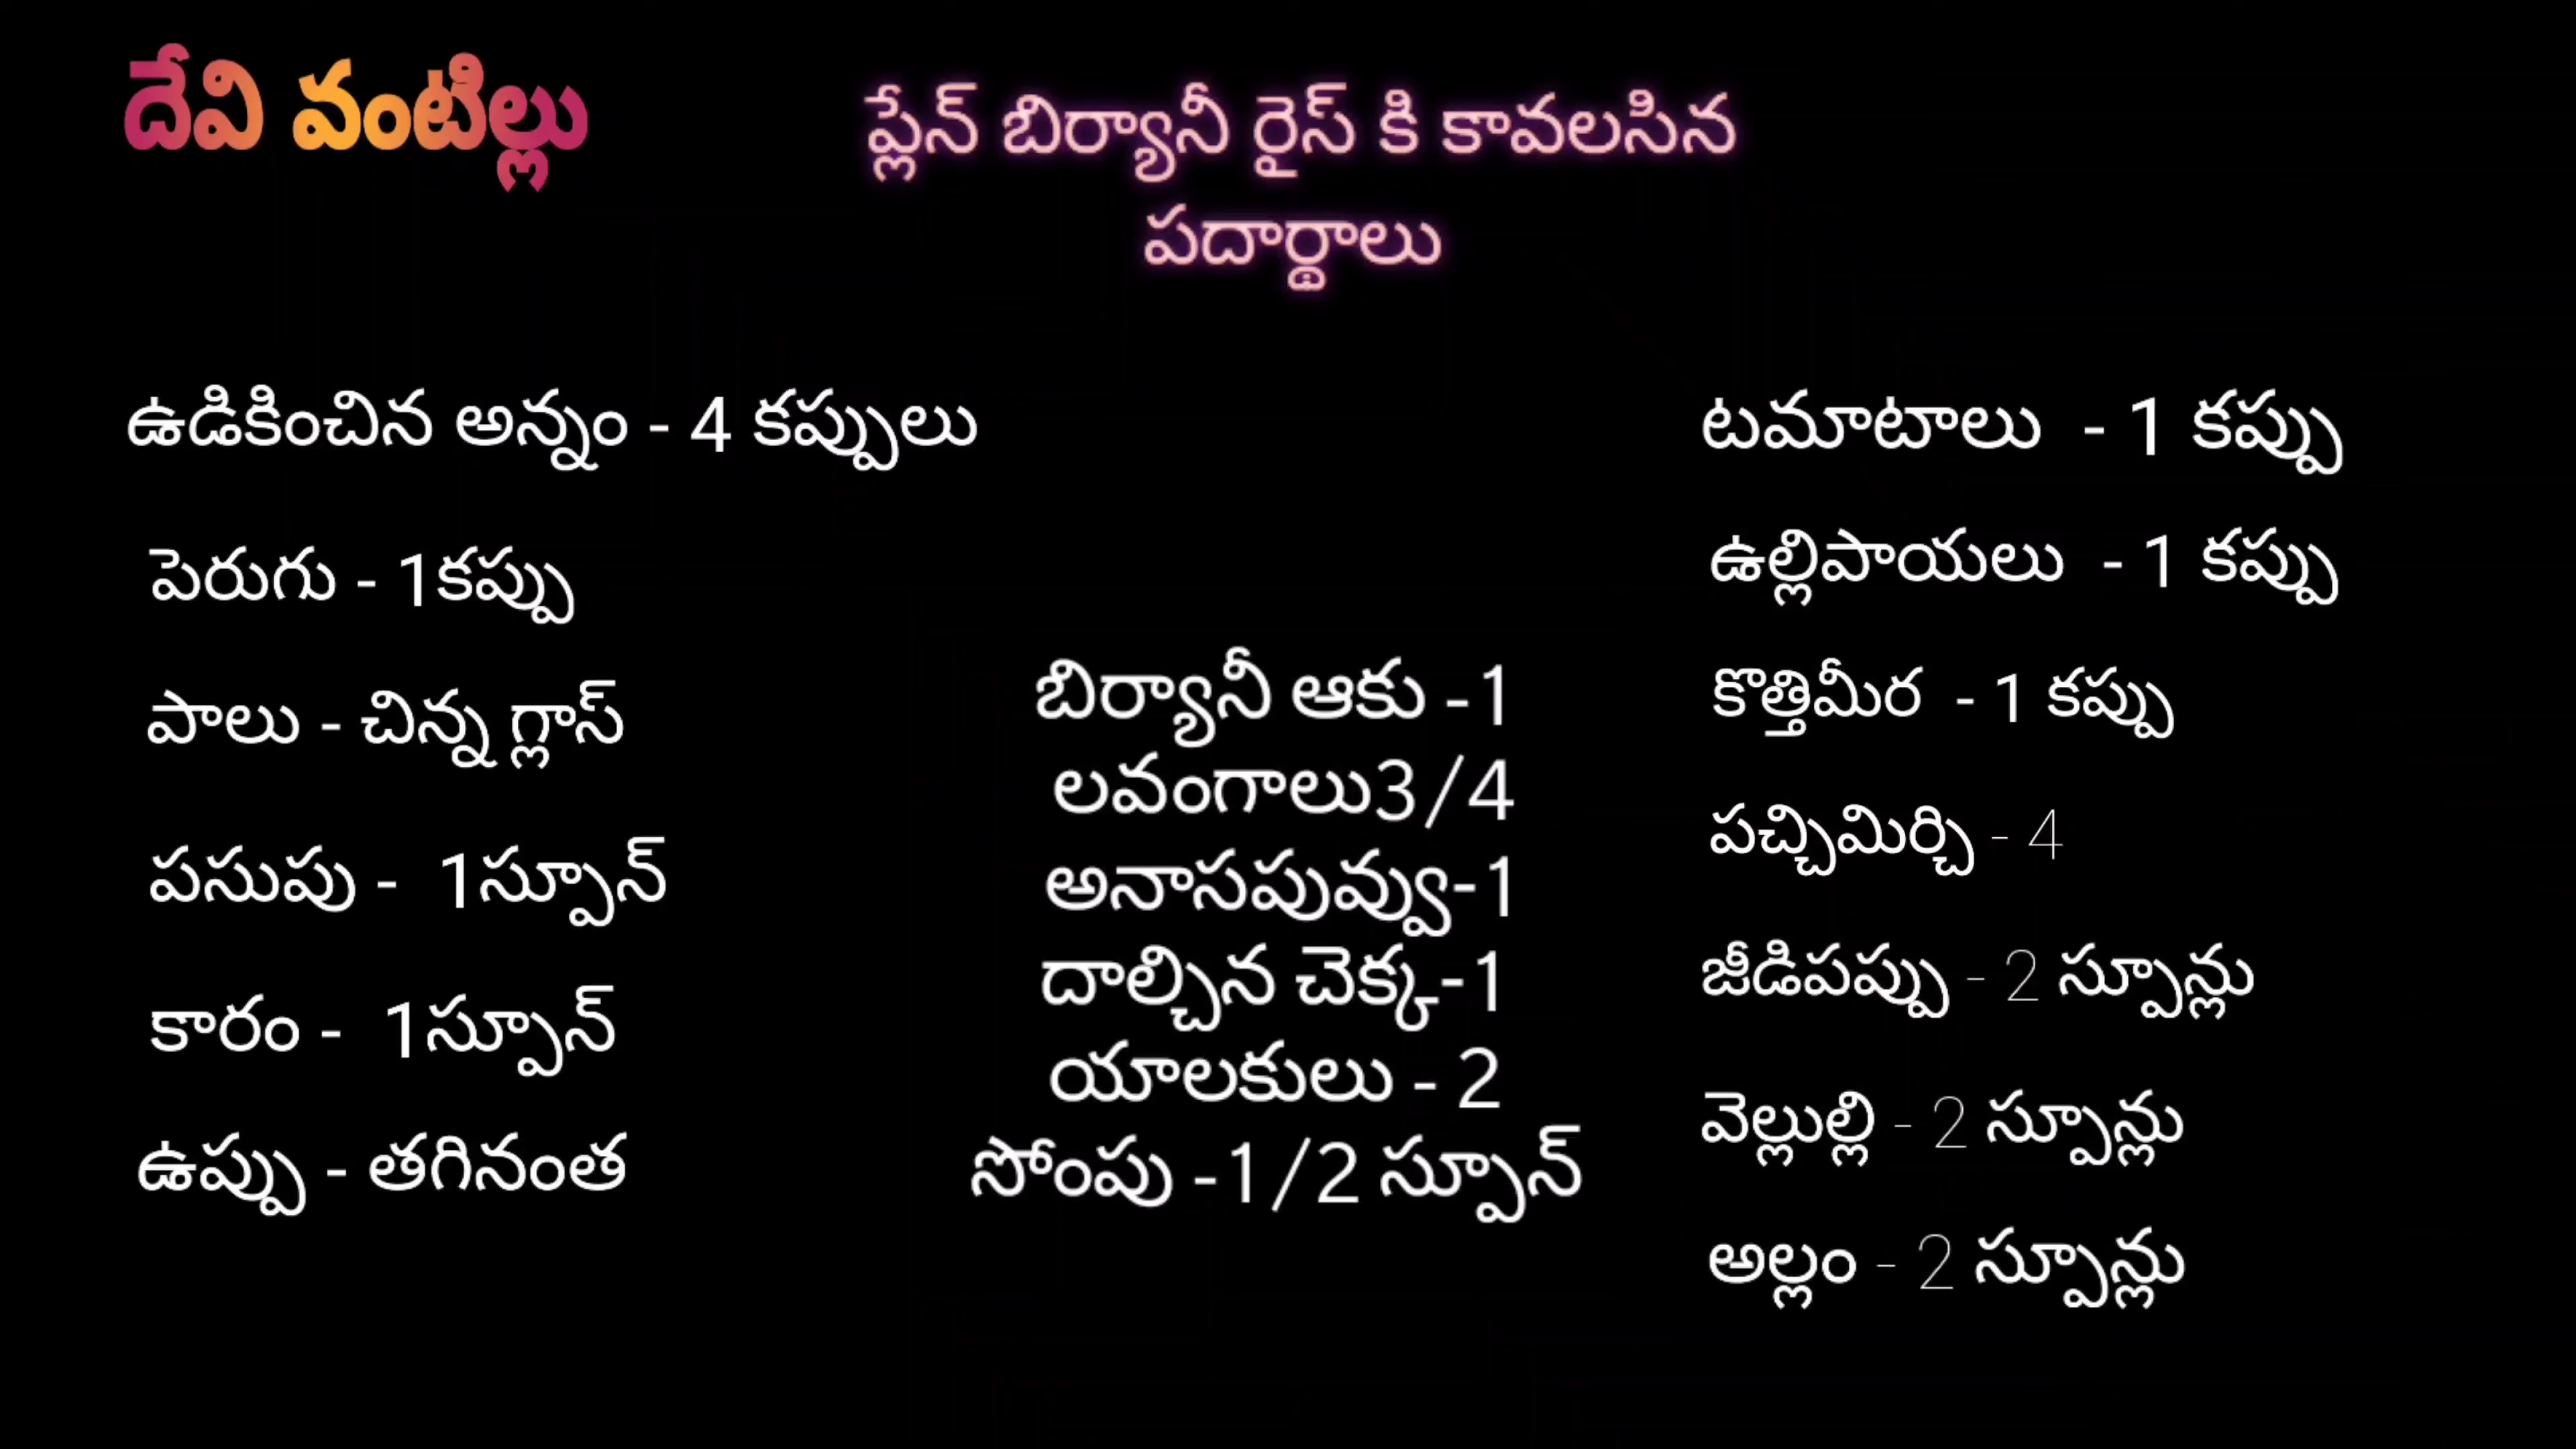 దేవి వంటిల్లు
ప్లేన్ బిర్యానీ రైస్ కి కావలసిన
పదార్థాలు
ఉడికించిన అన్నం - 4 కప్పులు
పెరుగు - 1కప్పు
పాలు - చిన్న గ్లాస్
పసుపు - 1స్పూన్
కారం - 1స్పూన్
ఉప్పు - తగినంత
బిర్యానీ ఆకు -1
లవంగాలు3/4
అనాసపువ్వు-1
దాల్చిన చెక్క-1
యాలకులు - 2
సోంపు -1/2 స్పూన్
టమాటాలు - 1 కప్పు
ఉల్లిపాయలు - 1 కప్పు
కొత్తిమీర - 1 కప్పు
పచ్చిమిర్చి - 4
జీడిపప్పు - 2 స్పూన్లు
వెల్లుల్లి - 2 స్పూన్లు
అల్లం - 2 స్పూన్లు